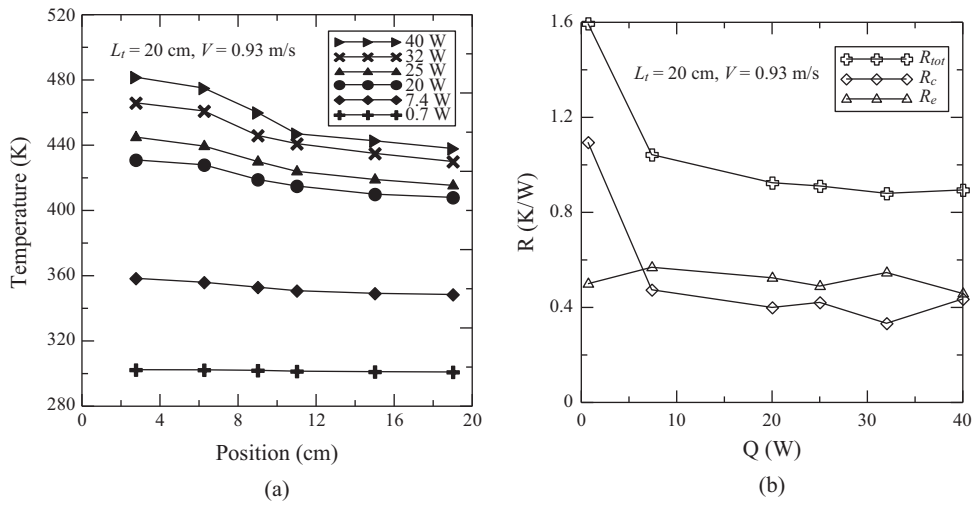 520
480
440
400
360
320
280
0
4
8
12
16
20
Temperature (K)
Position (cm)
L_t = 20 cm, V = 0.93 m/s
40 W
32 W
25 W
20 W
7.4 W
0.7 W
(a)
1.6
1.2
0.8
0.4
0
0
10
20
30
40
R (K/W)
Q (W)
L_t = 20 cm, V = 0.93 m/s
R_tot
R_c
R_e
(b)